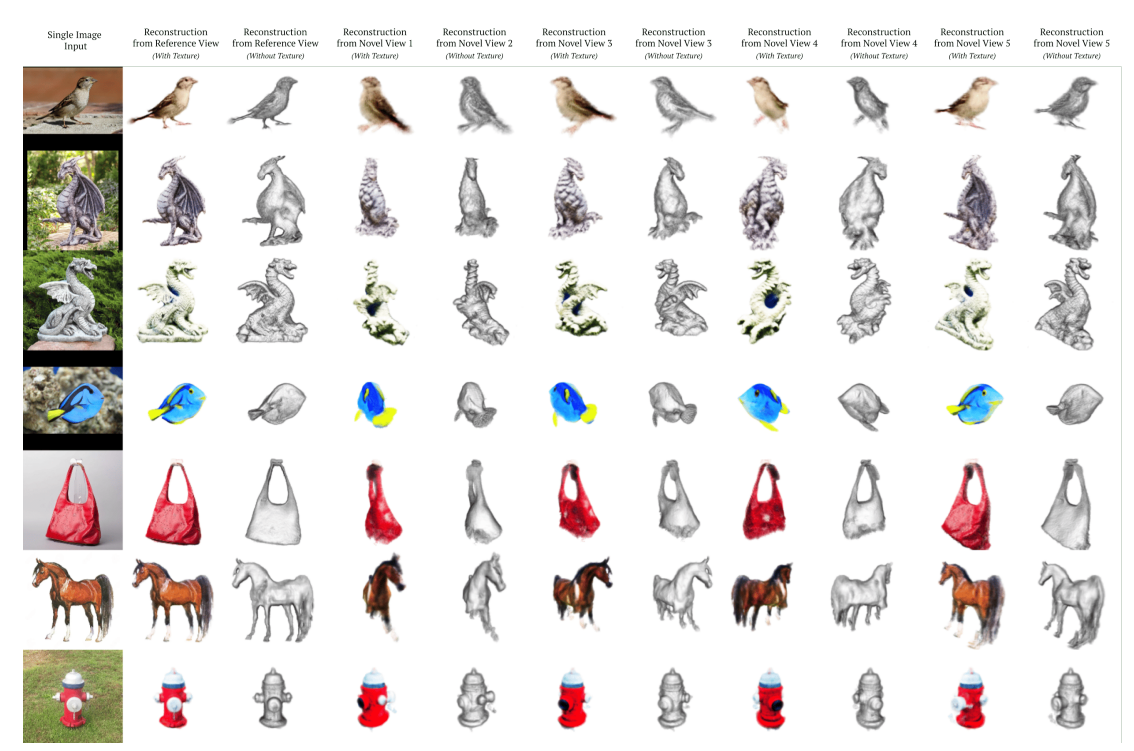 Single Image
Input
Reconstruction
from Reference View
(With Texture)
Reconstruction
from Reference View
(Without Texture)
Reconstruction
from Novel View 1
(With Texture)
Reconstruction
from Novel View 2
(Without Texture)
Reconstruction
from Novel View 3
(With Texture)
Reconstruction
from Novel View 3
(Without Texture)
Reconstruction
from Novel View 4
(With Texture)
Reconstruction
from Novel View 4
(Without Texture)
Reconstruction
from Novel View 5
(With Texture)
Reconstruction
from Novel View 5
(Without Texture)